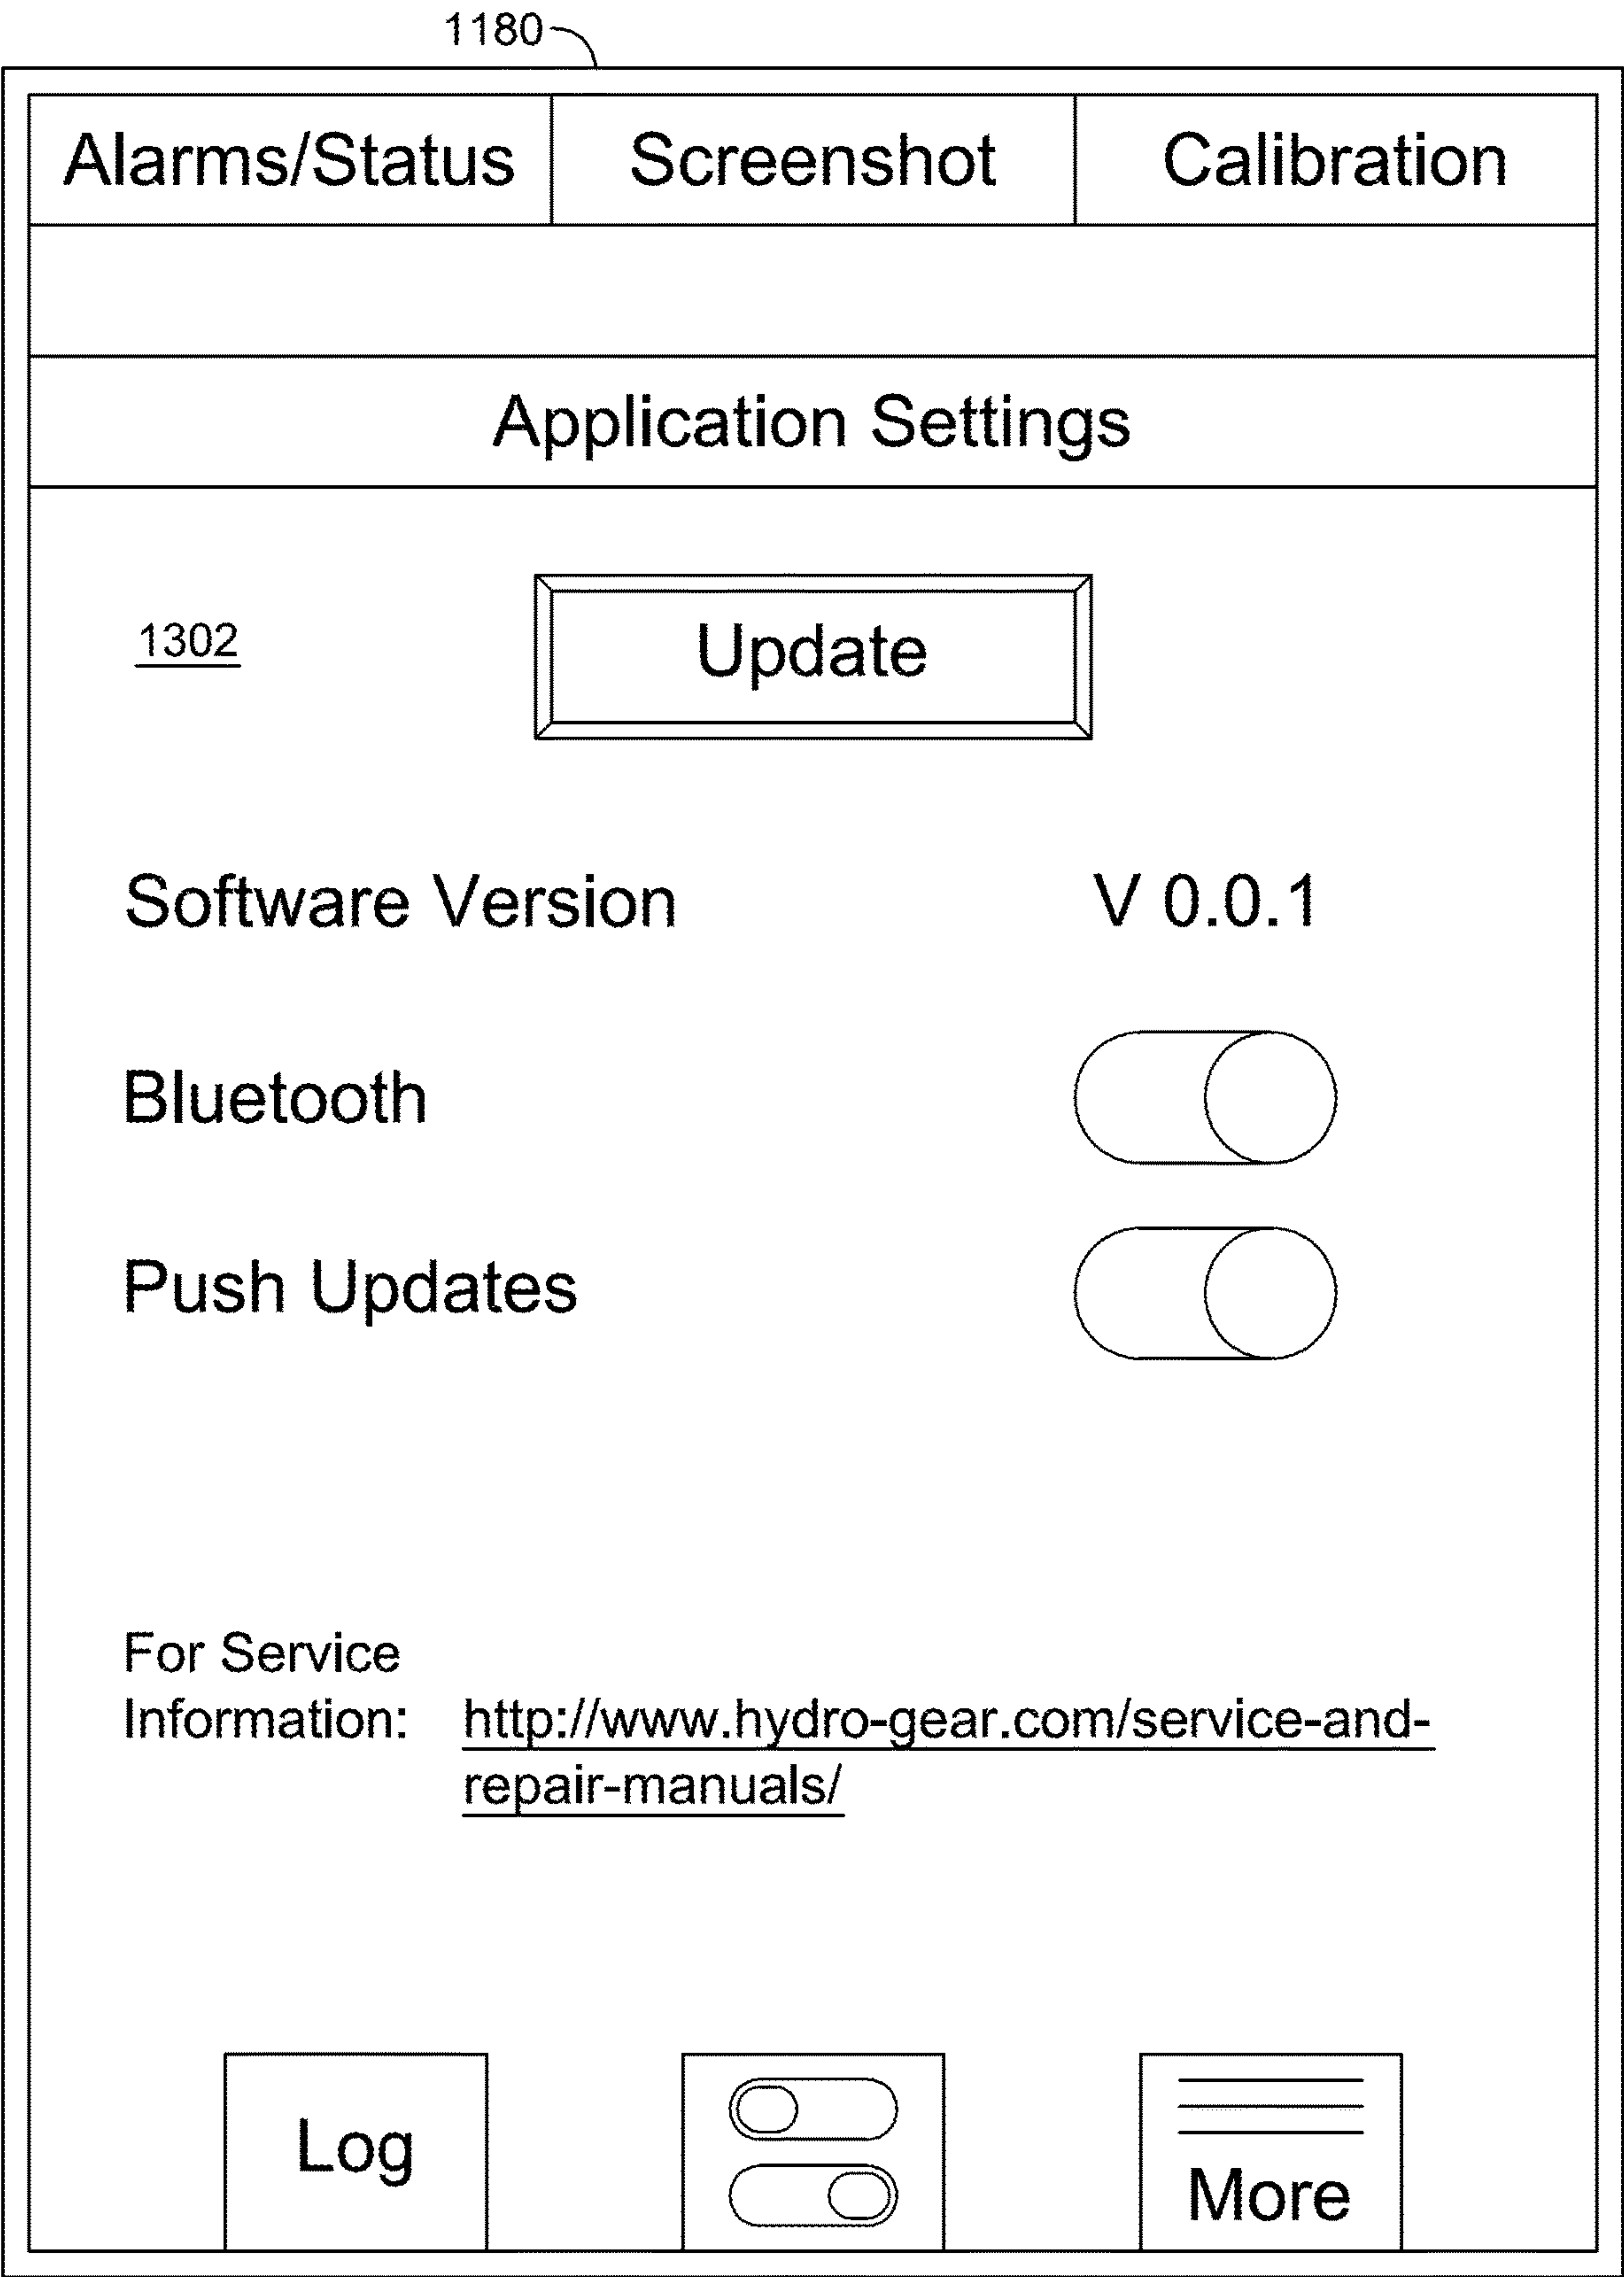 1180
Alarms/Status Screenshot Calibration
Application Settings
1302
Update
Software Version V 0.0.1
Bluetooth
Push Updates
For Service
Information: http://www.hydro-gear.com/service-and-
repair-manuals/
Log
More